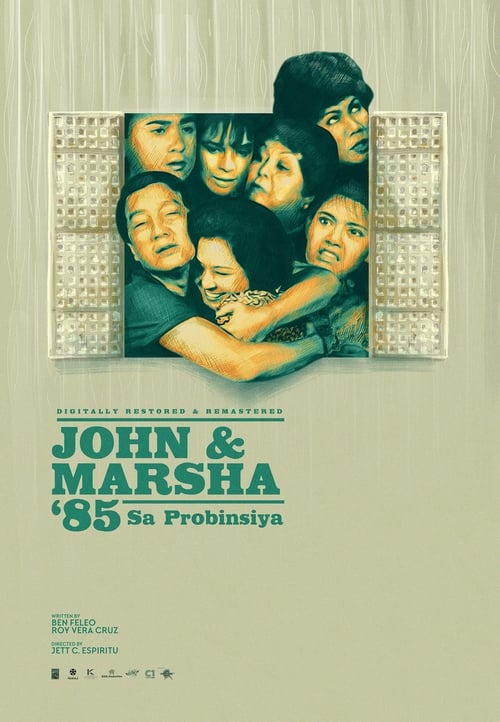 DIGITALLY RESTORED & REMASTERED
JOHN &
MARSHA
'85 Sa Probinsiya
WRITTEN BY
BEN FELEO
ROY VERA CRUZ
DIRECTED BY
JETT C. ESPIRITU